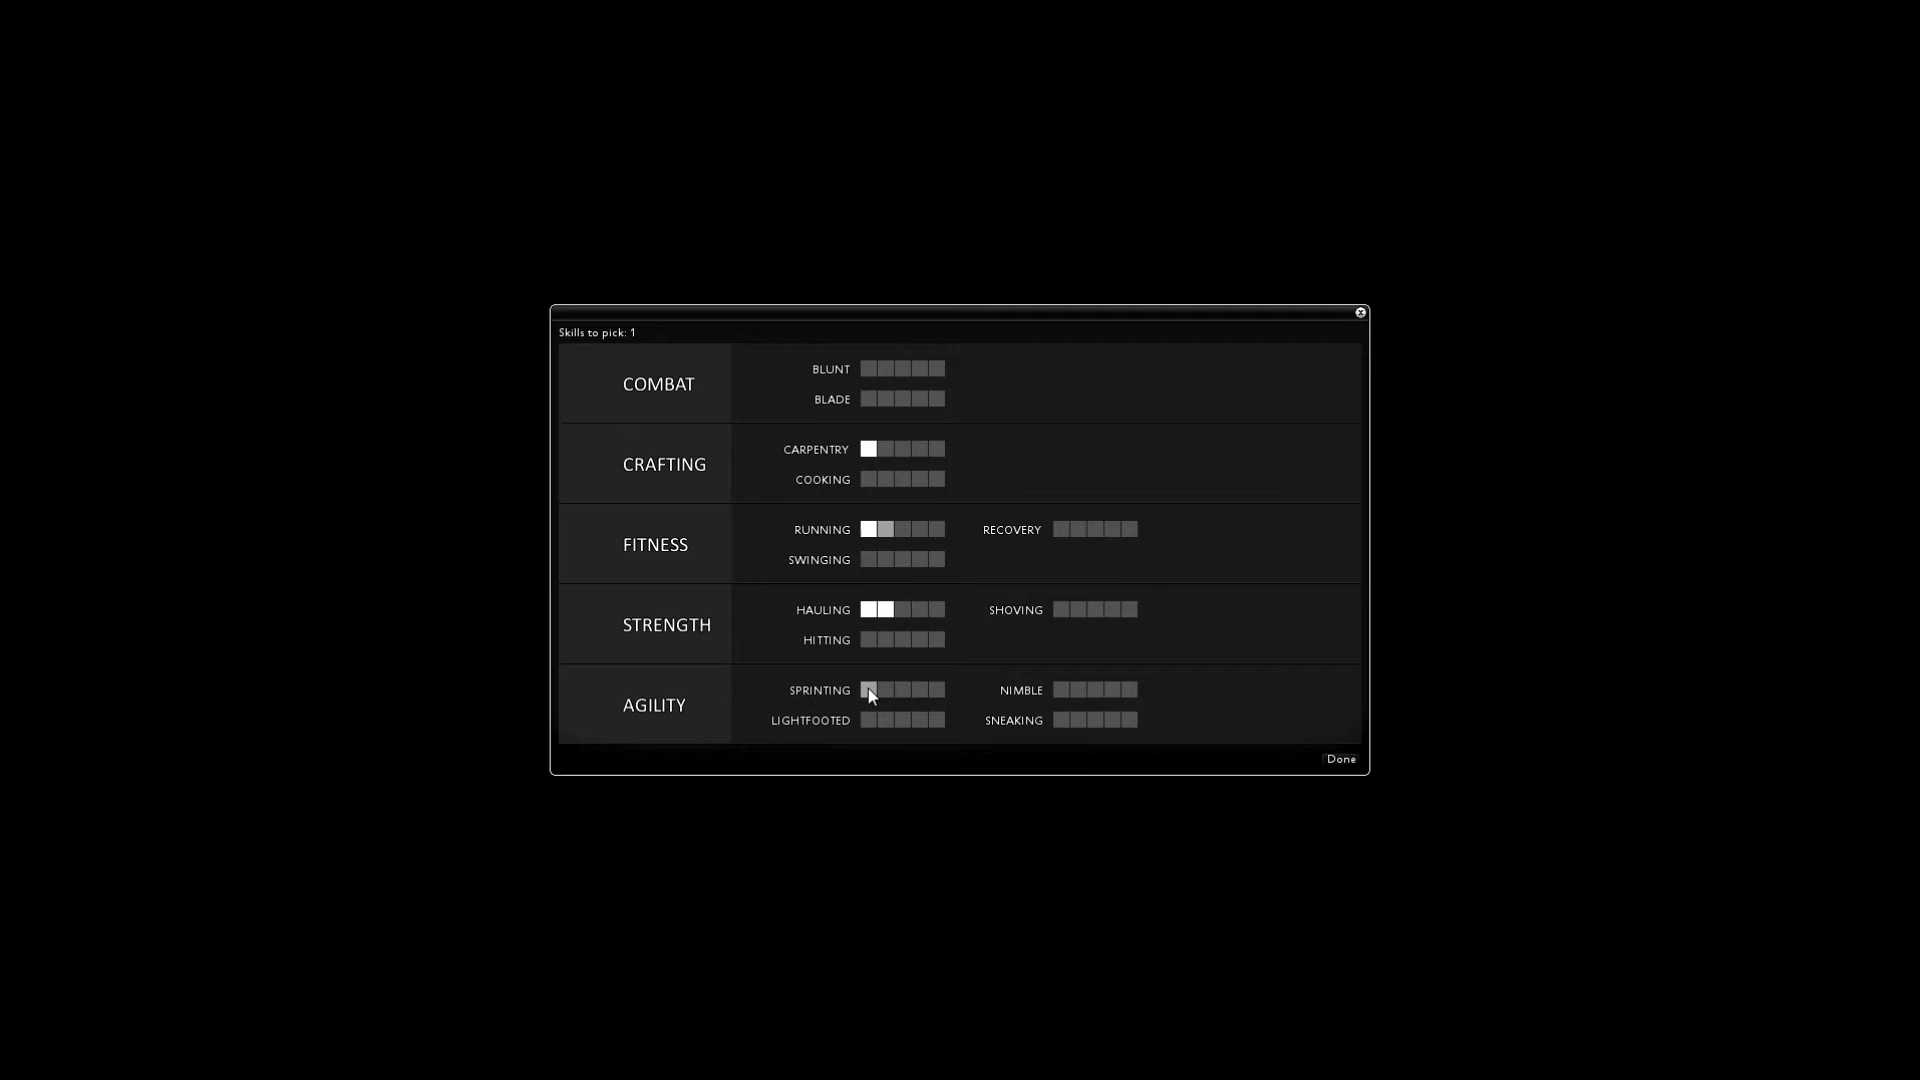 Skills to pick: 1
COMBAT
BLUNT
BLADE
CRAFTING
CARPENTRY
COOKING
FITNESS
RUNNING RECOVERY
SWINGING
STRENGTH
HAULING SHOVING
HITTING
AGILITY
SPRINTING NIMBLE
LIGHTFOOTED SNEAKING
Done